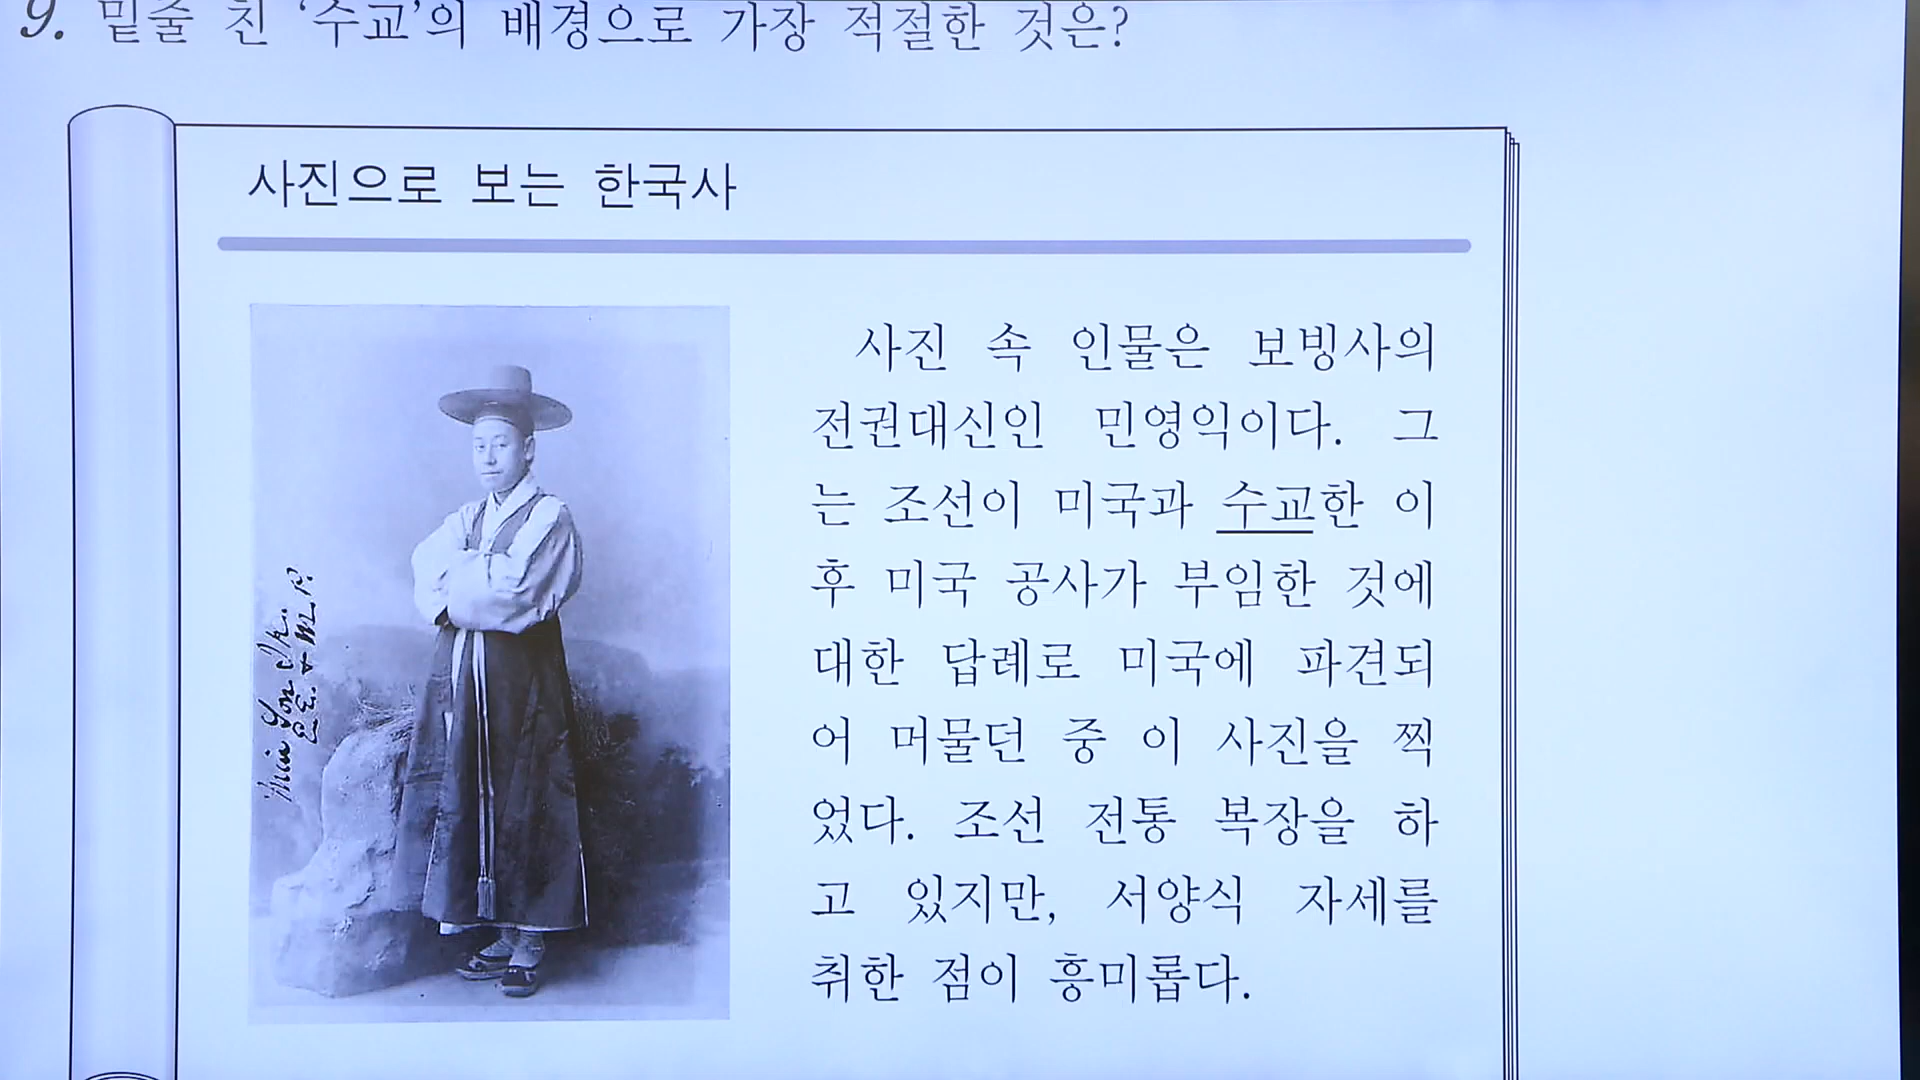 9. 밑줄 친 '수교'의 배경으로 가장 적절한 것은?
사진으로 보는 한국사
사진 속 인물은 보빙사의
전권대신인 민영익이다. 그
는 조선이 미국과 수교한 이
후 미국 공사가 부임한 것에
대한 답례로 미국에 파견되
어 머물던 중 이 사진을 찍
었다. 조선 전통 복장을 하
고 있지만, 서양식 자세를
취한 점이 흥미롭다.